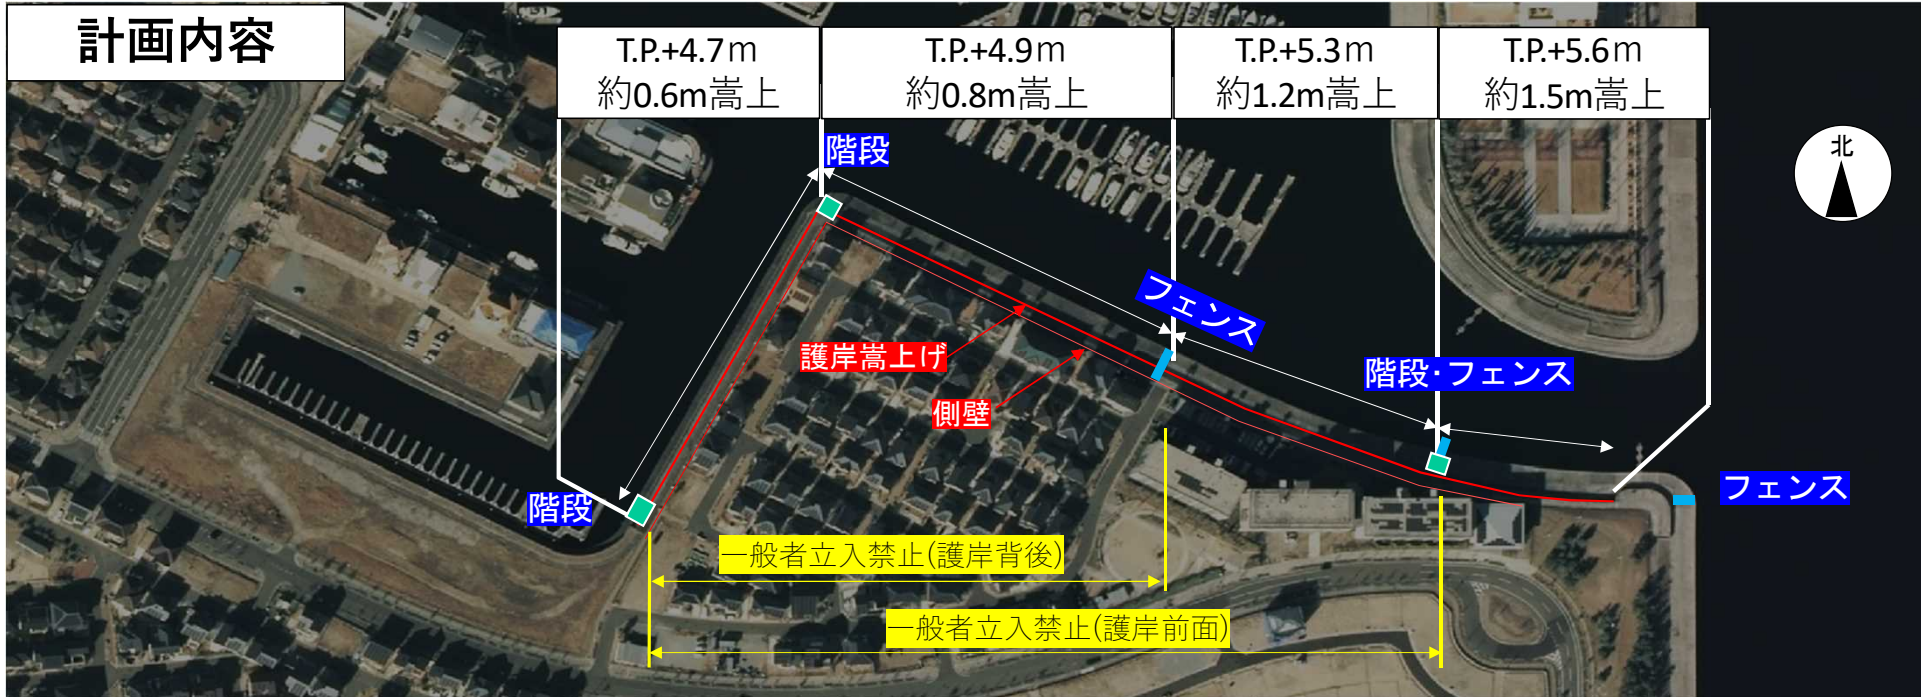 計画内容
T.P.+4.7m
約0.6m嵩上
T.P.+4.9m
約0.8m嵩上
T.P.+5.3m
約1.2m嵩上
T.P.+5.6m
約1.5m嵩上
北
階段
フェンス
護岸嵩上げ
階段・フェンス
側壁
階段
フェンス
一般者立入禁止(護岸背後)
一般者立入禁止(護岸前面)